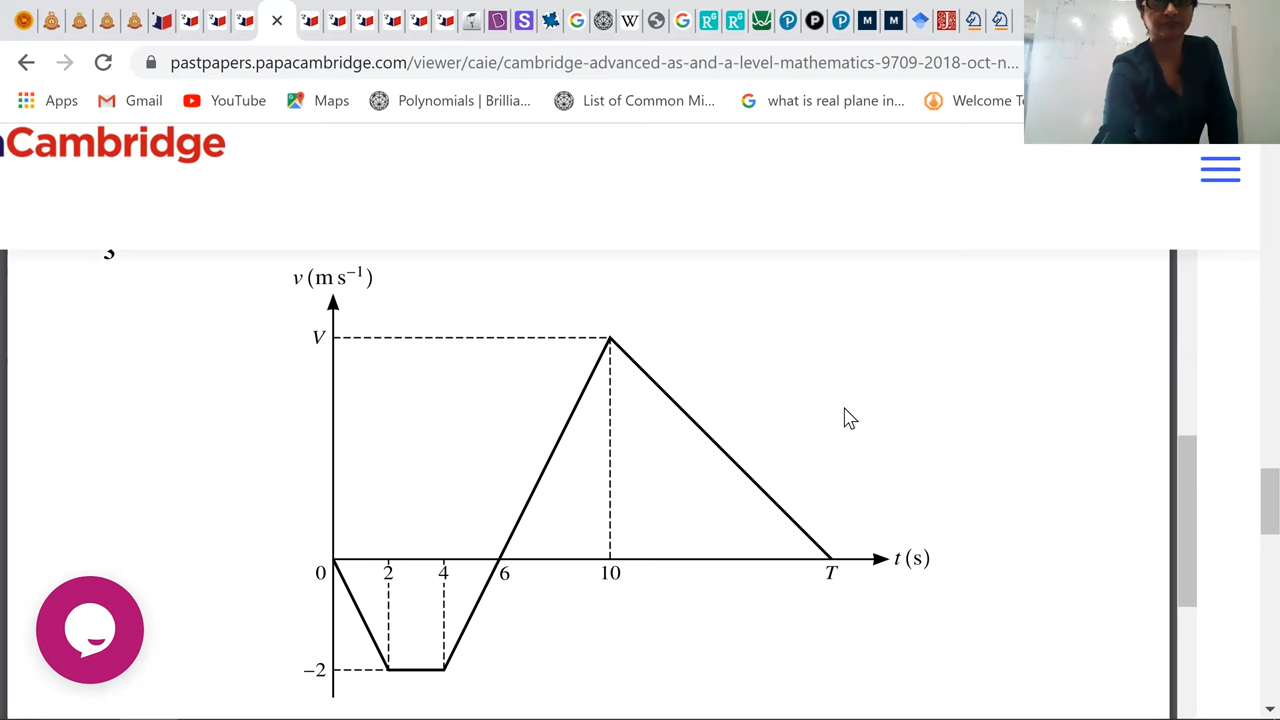 pastpapers.papacambridge.com/viewer/caie/cambridge-advanced-as-and-a-level-mathematics-9709-2018-oct-n...
Apps Gmail YouTube Maps Polynomials | Brillia... List of Common Mi... what is real plane in... Welcome
Cambridge
3
v (m s⁻¹)
V
0 2 4 6 10 T t (s)
−2